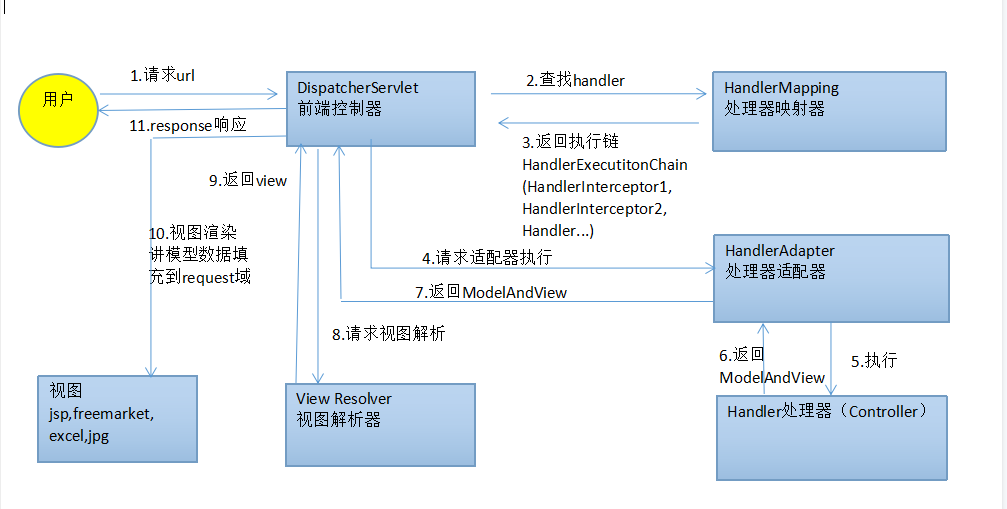 1.请求url
用户
DispatcherServlet
前端控制器
2.查找handler
HandlerMapping
处理器映射器
11.response响应
3.返回执行链
HandlerExecutitonChain
(HandlerInterceptor1,
HandlerInterceptor2,
Handler...)
9.返回view
10.视图渲染
讲模型数据填
充到request域
4.请求适配器执行
HandlerAdapter
处理器适配器
7.返回ModelAndView
8.请求视图解析
6.返回
ModelAndView
5.执行
视图
jsp,freemarket,
excel,jpg
View Resolver
视图解析器
Handler处理器（Controller）